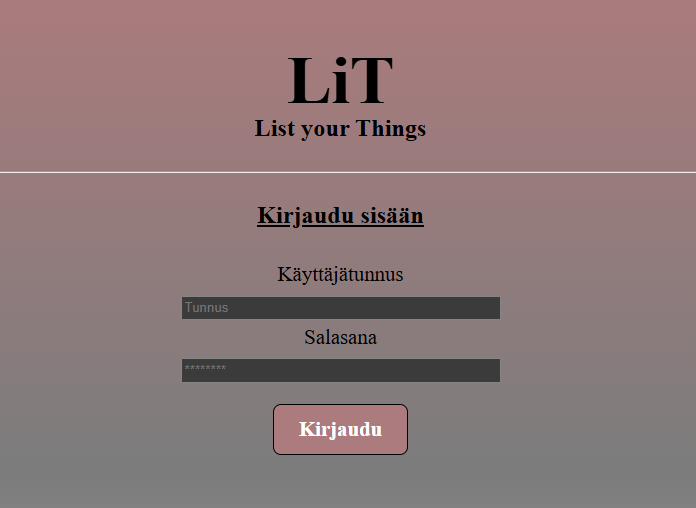 LiT
List your Things
Kirjaudu sisään
Käyttäjätunnus
Tunnus
Salasana
********
Kirjaudu